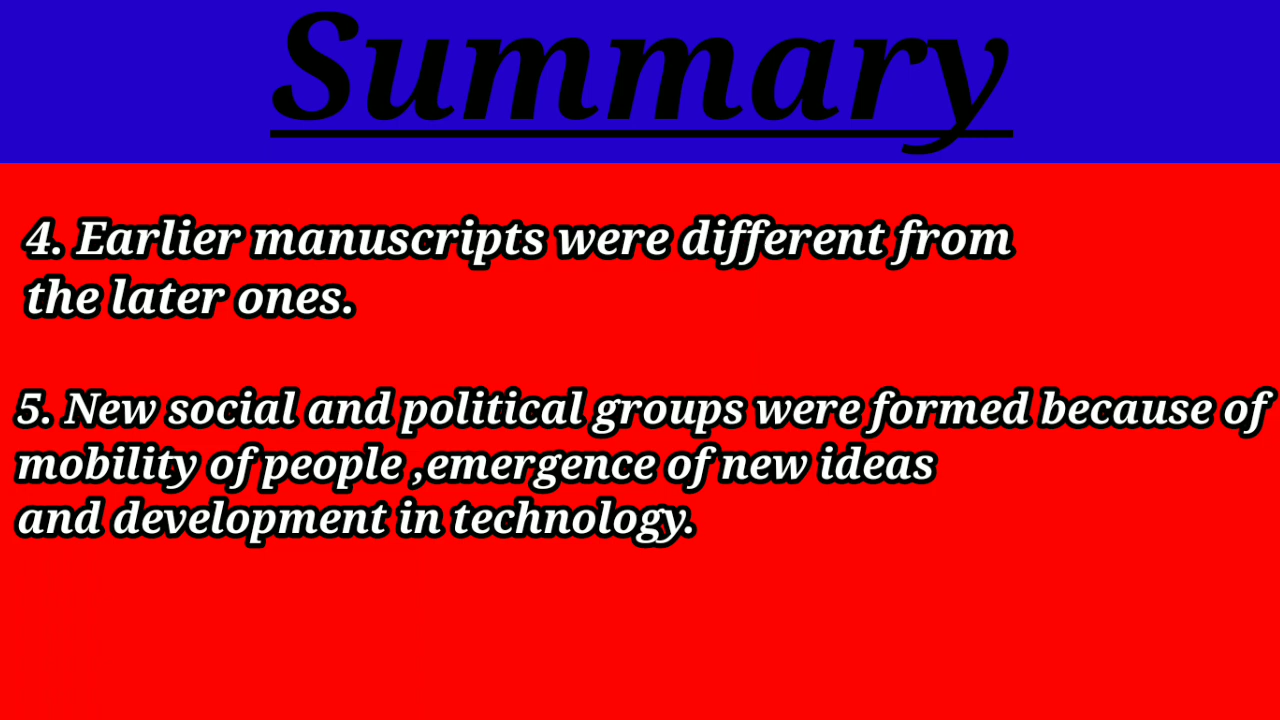 Summary
4. Earlier manuscripts were different from
the later ones.
5. New social and political groups were formed because of
mobility of people ,emergence of new ideas
and development in technology.